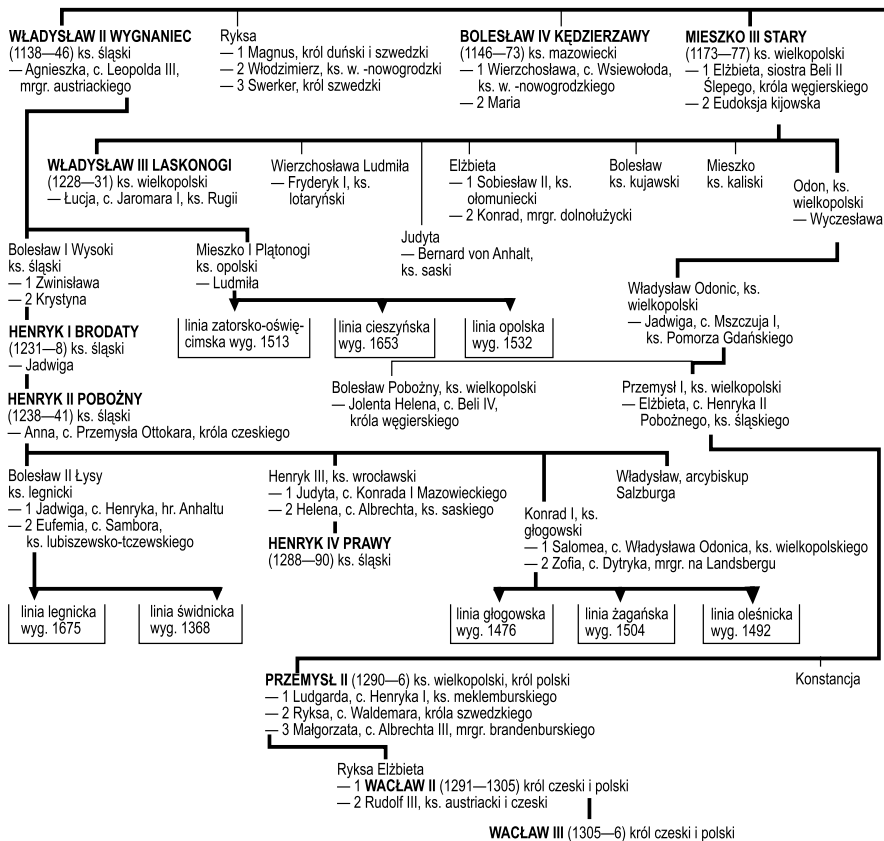 WŁADYSŁAW II WYGNANIEC
(1138—46) ks. śląski
— Agnieszka, c. Leopolda III,
mrgr. austriackiego
Ryksa
— 1 Magnus, król duński i szwedzki
— 2 Włodzimierz, ks. w. -nowogrodzki
— 3 Swerker, król szwedzki
BOLESŁAW IV KĘDZIERZAWY
(1146—73) ks. mazowiecki
— 1 Wierzchosława, c. Wsiewołoda,
ks. w. -nowogrodzkiego
— 2 Maria
MIESZKO III STARY
(1173—77) ks. wielkopolski
— 1 Elżbieta, siostra Beli II
Ślepego, króla węgierskiego
— 2 Eudoksja kijowska
WŁADYSŁAW III LASKONOGI
(1228—31) ks. wielkopolski
— Łucja, c. Jaromara I, ks. Rugii
Wierzchosława Ludmiła
— Fryderyk I, ks.
lotaryński
Judyta
— Bernard von Anhalt,
ks. saski
Elżbieta
— 1 Sobiesław II, ks.
ołomuniecki
— 2 Konrad, mrgr. dolnołużycki
Bolesław
ks. kujawski
Mieszko
ks. kaliski
Odon, ks.
wielkopolski
— Wyczesława
Bolesław I Wysoki
ks. śląski
— 1 Zwinisława
— 2 Krystyna
Mieszko I Plątonogi
ks. opolski
— Ludmiła
Władysław Odonic, ks.
wielkopolski
— Jadwiga, c. Mszczuja I,
ks. Pomorza Gdańskiego
linia zatorsko-oświę-
cimska wyg. 1513
linia cieszyńska
wyg. 1653
linia opolska
wyg. 1532
HENRYK I BRODATY
(1231—8) ks. śląski
— Jadwiga
Bolesław Pobożny, ks. wielkopolski
— Jolenta Helena, c. Beli IV,
króla węgierskiego
Przemysł I, ks. wielkopolski
— Elżbieta, c. Henryka II
Pobożnego, ks. śląskiego
HENRYK II POBOŻNY
(1238—41) ks. śląski
— Anna, c. Przemysła Ottokara, króla czeskiego
Bolesław II Łysy
ks. legnicki
— 1 Jadwiga, c. Henryka, hr. Anhaltu
— 2 Eufemia, c. Sambora,
ks. lubiszewsko-tczewskiego
Henryk III, ks. wrocławski
— 1 Judyta, c. Konrada I Mazowieckiego
— 2 Helena, c. Albrechta, ks. saskiego
HENRYK IV PRAWY
(1288—90) ks. śląski
Konrad I, ks.
głogowski
— 1 Salomea, c. Władysława Odonica, ks. wielkopolskiego
— 2 Zofia, c. Dytryka, mrgr. na Landsbergu
Władysław, arcybiskup
Salzburga
linia legnicka
wyg. 1675
linia świdnicka
wyg. 1368
linia głogowska
wyg. 1476
linia żagańska
wyg. 1504
linia oleśnicka
wyg. 1492
PRZEMYSŁ II (1290—6) ks. wielkopolski, król polski
— 1 Ludgarda, c. Henryka I, ks. meklemburskiego
— 2 Ryksa, c. Waldemara, króla szwedzkiego
— 3 Małgorzata, c. Albrechta III, mrgr. brandenburskiego
Konstancja
Ryksa Elżbieta
— 1 WACŁAW II (1291—1305) król czeski i polski
— 2 Rudolf III, ks. austriacki i czeski
WACŁAW III (1305—6) król czeski i polski